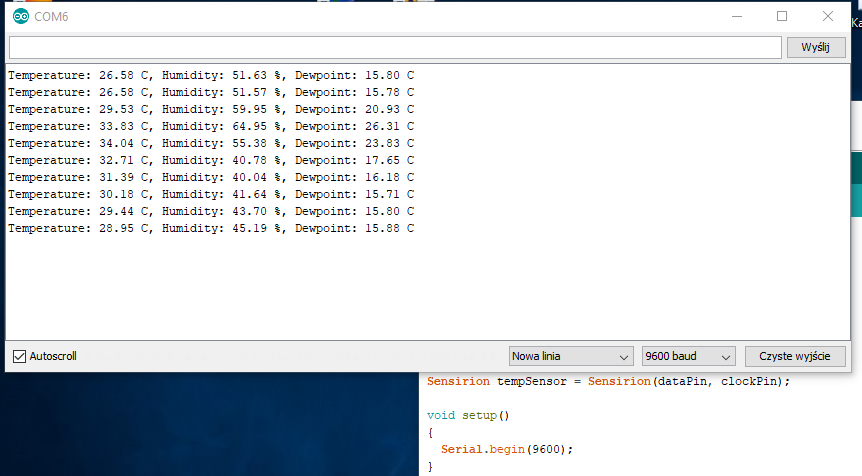 COM6
Wyślij
Temperature: 26.58 C, Humidity: 51.63 %, Dewpoint: 15.80 C
Temperature: 26.58 C, Humidity: 51.57 %, Dewpoint: 15.78 C
Temperature: 29.53 C, Humidity: 59.95 %, Dewpoint: 20.93 C
Temperature: 33.83 C, Humidity: 64.95 %, Dewpoint: 26.31 C
Temperature: 34.04 C, Humidity: 55.38 %, Dewpoint: 23.83 C
Temperature: 32.71 C, Humidity: 40.78 %, Dewpoint: 17.65 C
Temperature: 31.39 C, Humidity: 40.04 %, Dewpoint: 16.18 C
Temperature: 30.18 C, Humidity: 41.64 %, Dewpoint: 15.71 C
Temperature: 29.44 C, Humidity: 43.70 %, Dewpoint: 15.80 C
Temperature: 28.95 C, Humidity: 45.19 %, Dewpoint: 15.88 C
Autoscroll Nowa linia 9600 baud Czyste wyjście
Sensirion tempSensor = Sensirion(dataPin, clockPin);
void setup()
{
Serial.begin(9600);
}